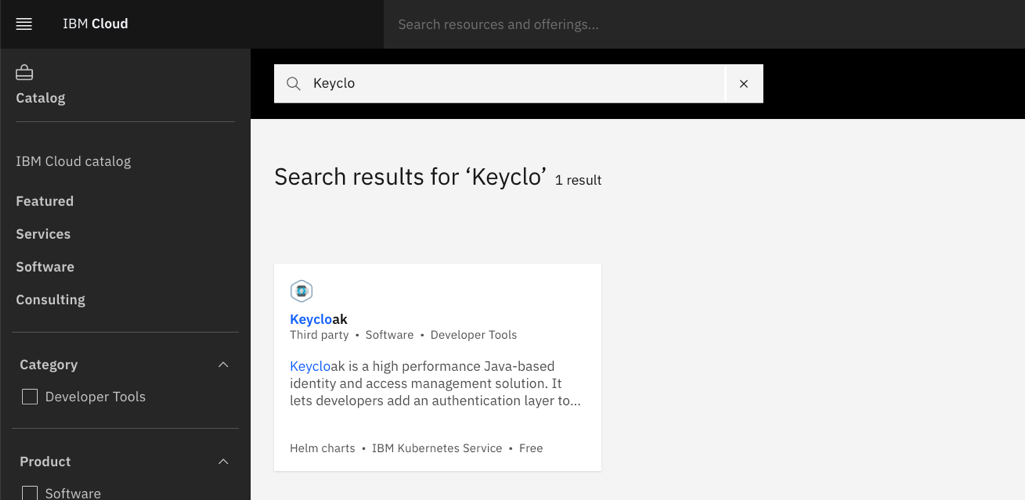 IBM Cloud
Search resources and offerings...
Catalog
IBM Cloud catalog
Featured
Services
Software
Consulting
Category
Developer Tools
Product
Software
Keyclo
Search results for ‘Keyclo’ 1 result
Keycloak
Third party • Software • Developer Tools
Keycloak is a high performance Java-based
identity and access management solution. It
lets developers add an authentication layer to...
Helm charts • IBM Kubernetes Service • Free